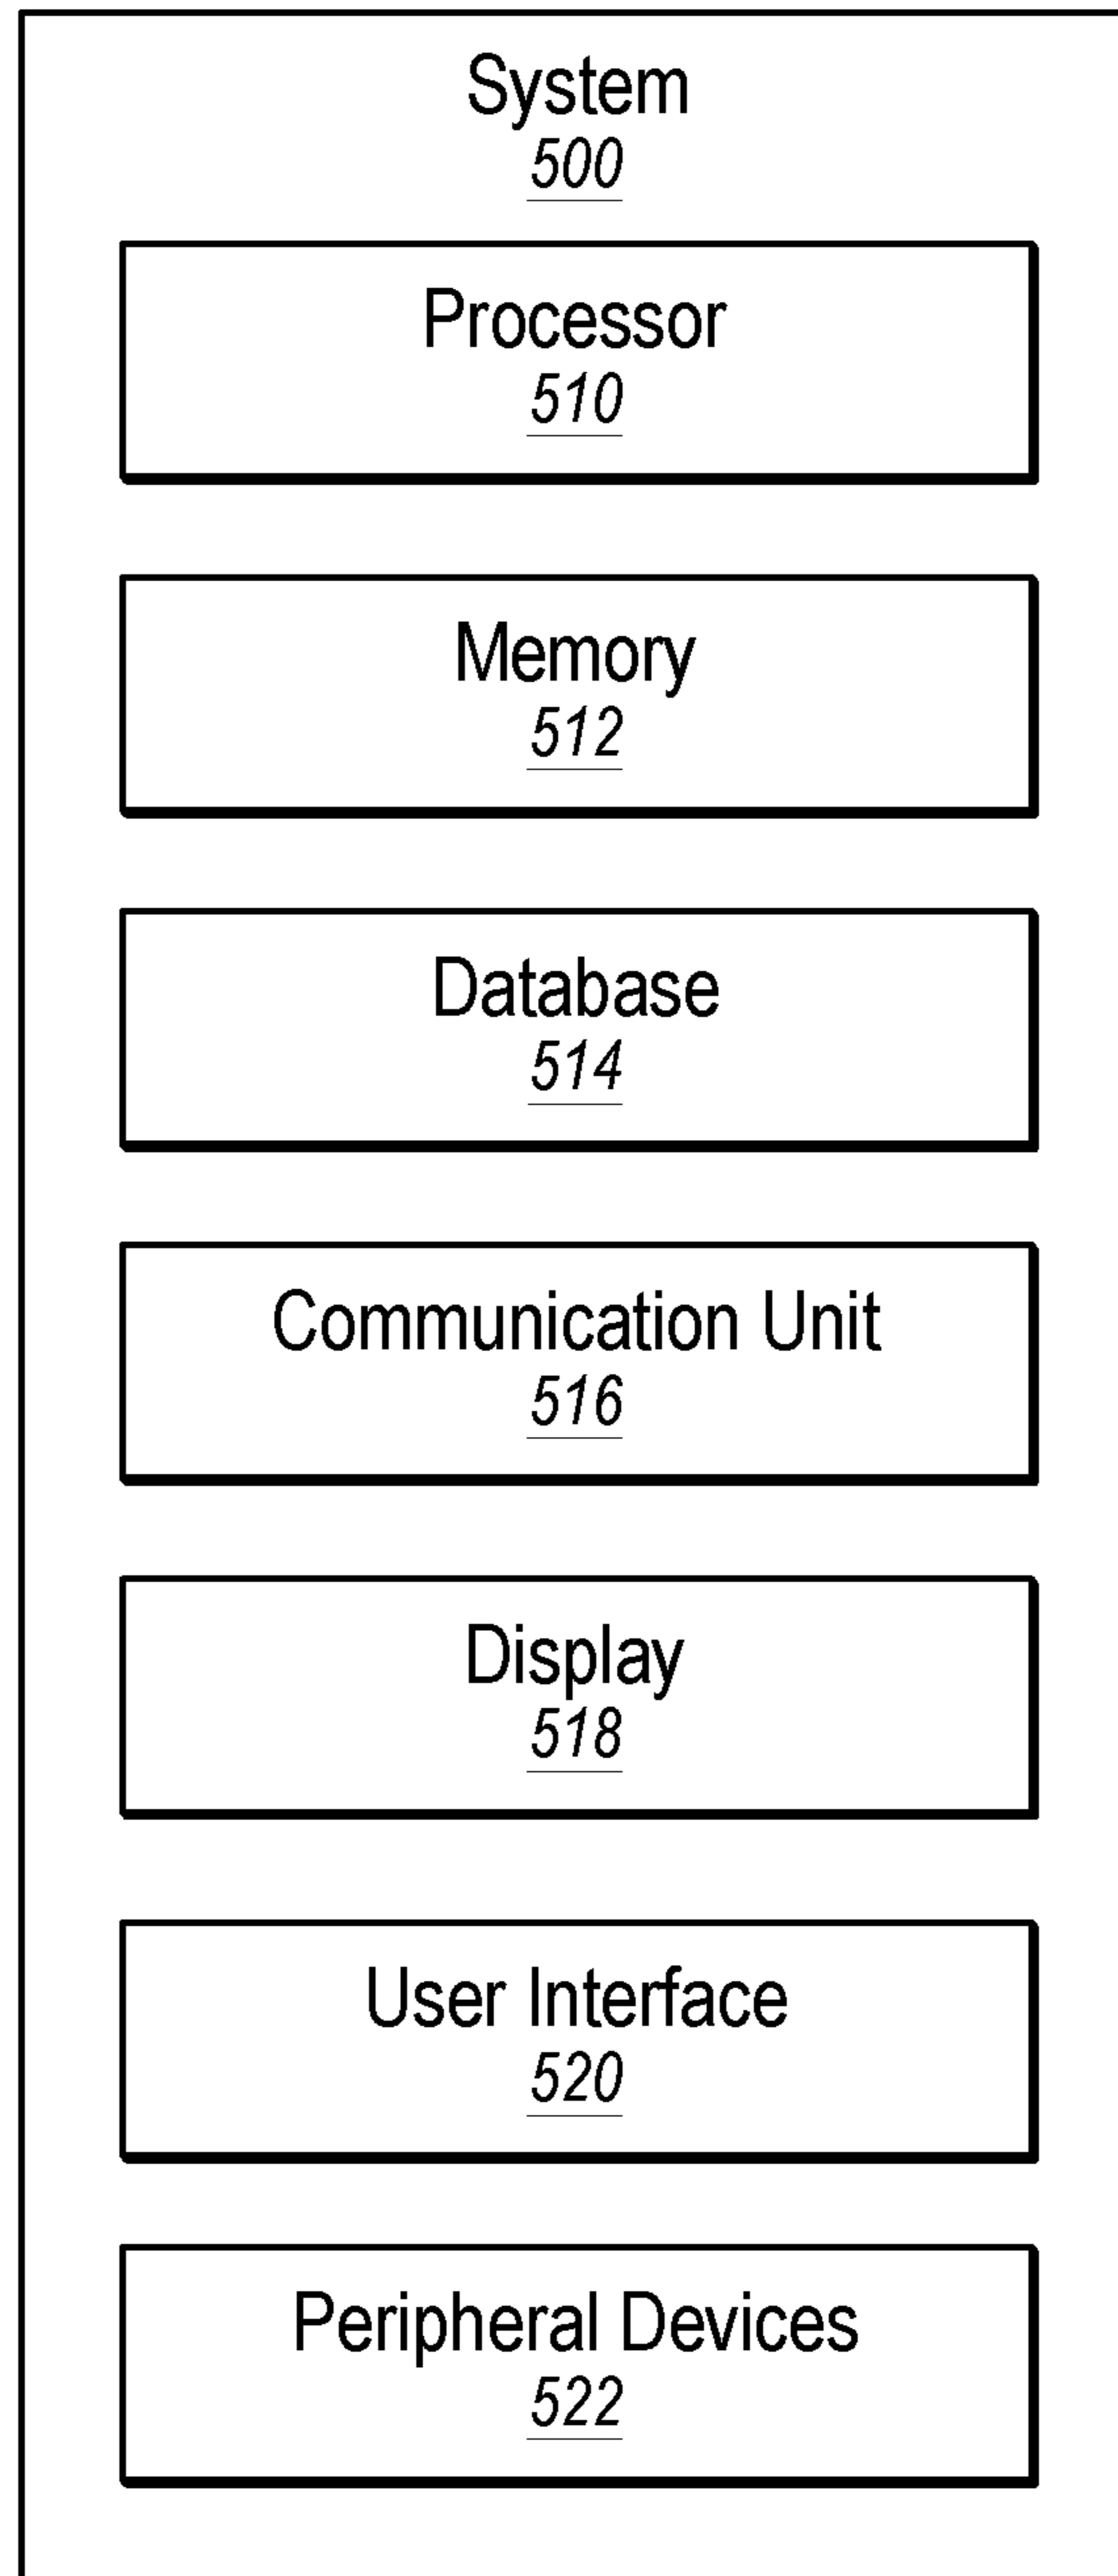 System
500
Processor
510
Memory
512
Database
514
Communication Unit
516
Display
518
User Interface
520
Peripheral Devices
522